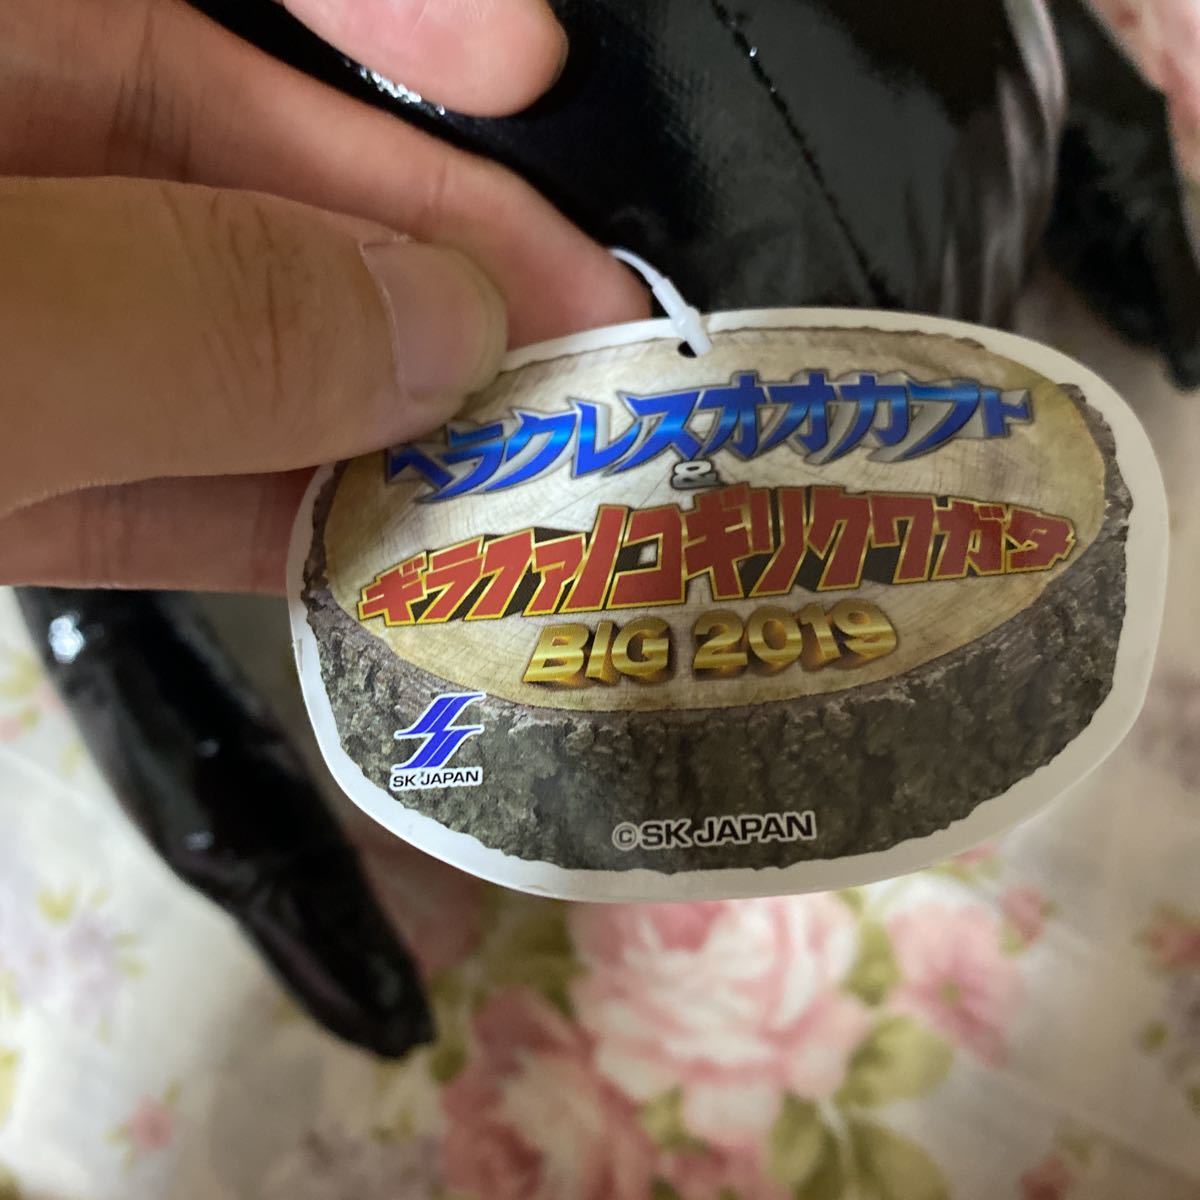 ヘラクレスオオカブト
&
ギラファノコギリクワガタ
BIG 2019
SK JAPAN
©SK JAPAN